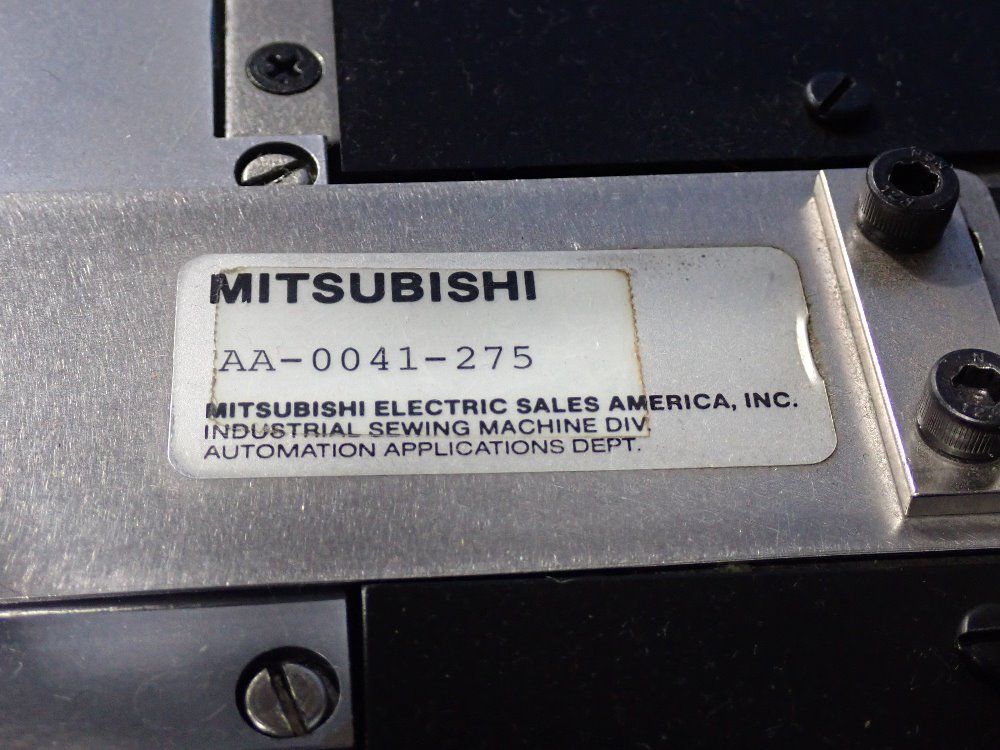 MITSUBISHI
AA-0041-275
MITSUBISHI ELECTRIC SALES AMERICA, INC.
INDUSTRIAL SEWING MACHINE DIV.
AUTOMATION APPLICATIONS DEPT.